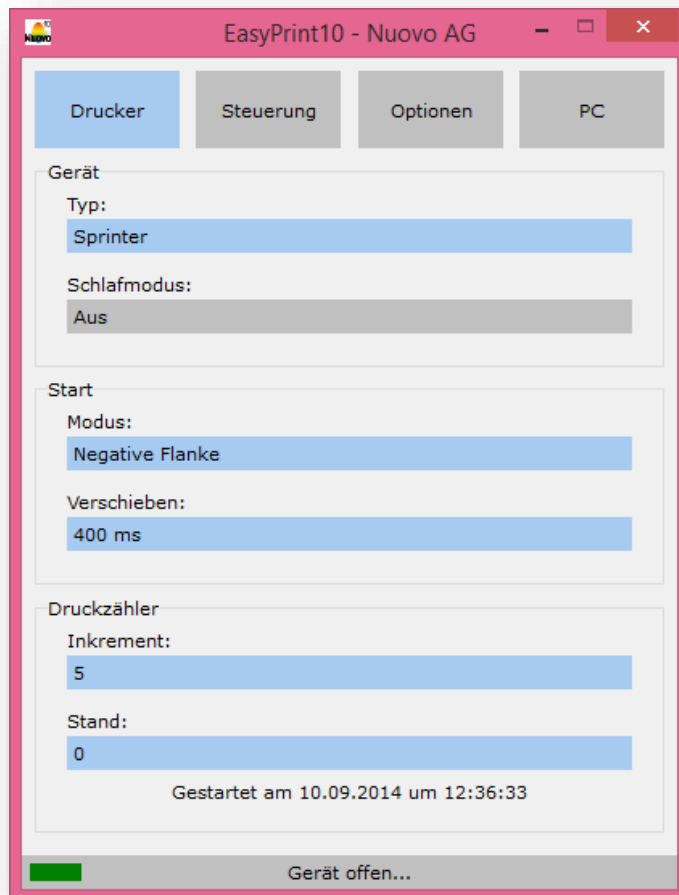 EasyPrint10 - Nuovo AG
Drucker
Steuerung
Optionen
PC
Gerät
Typ:
Sprinter
Schlafmodus:
Aus
Start
Modus:
Negative Flanke
Verschieben:
400 ms
Druckzähler
Inkrement:
5
Stand:
0
Gestartet am 10.09.2014 um 12:36:33
Gerät offen...